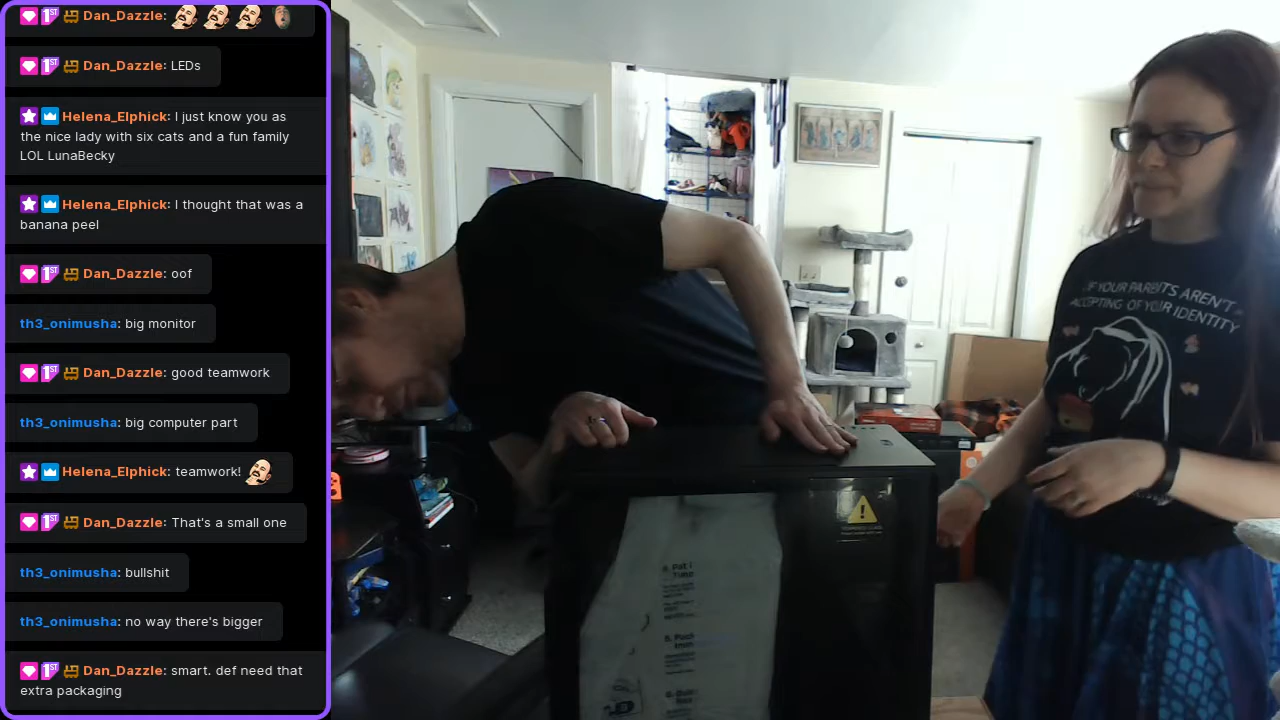 Dan_Dazzle:
Dan_Dazzle: LEDs
Helena_Elphick: I just know you as
the nice lady with six cats and a fun family
LOL LunaBecky
Helena_Elphick: I thought that was a
banana peel
Dan_Dazzle: oof
th3_onimusha: big monitor
Dan_Dazzle: good teamwork
th3_onimusha: big computer part
Helena_Elphick: teamwork!
Dan_Dazzle: That's a small one
th3_onimusha: bullshit
th3_onimusha: no way there's bigger
Dan_Dazzle: smart. def need that
extra packaging
IF YOUR PARENTS AREN'T
ACCEPTING OF YOUR IDENTITY